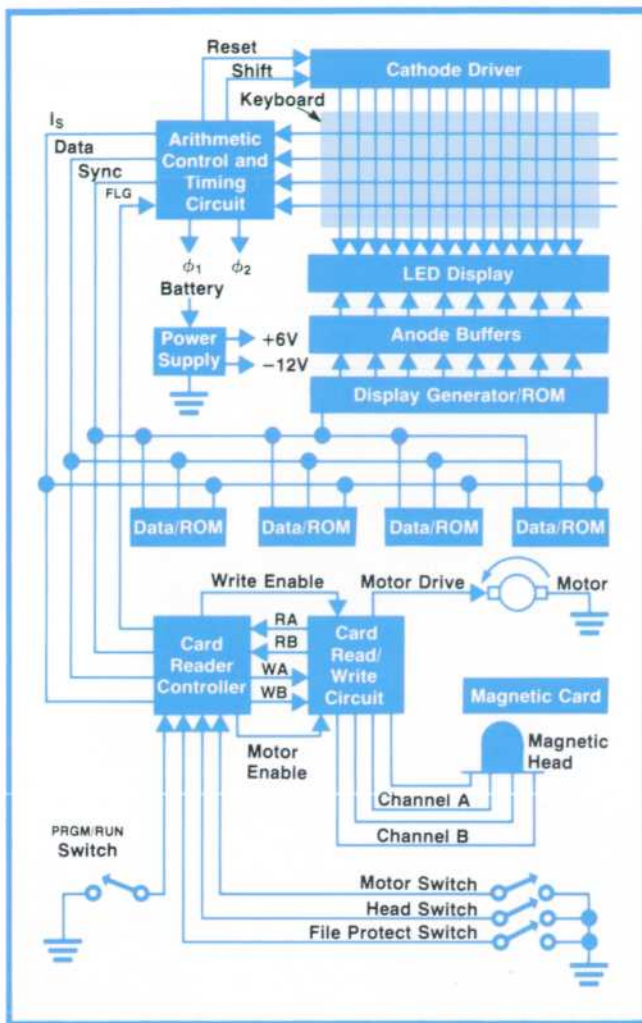 Reset
Cathode Driver
Shift
Keyboard
I_S
Data
Sync
FLG
Arithmetic
Control and
Timing
Circuit
ϕ1
ϕ2
LED Display
Battery
Anode Buffers
Power
Supply
+6V
−12V
Display Generator/ROM
Data/ROM
Data/ROM
Data/ROM
Data/ROM
Write Enable
Motor Drive
Motor
Card
Reader
Controller
RA
RB
WA
WB
Card
Read/
Write
Circuit
Magnetic Card
Motor
Enable
Magnetic
Head
Channel A
Channel B
PRGM/RUN
Switch
Motor Switch
Head Switch
File Protect Switch